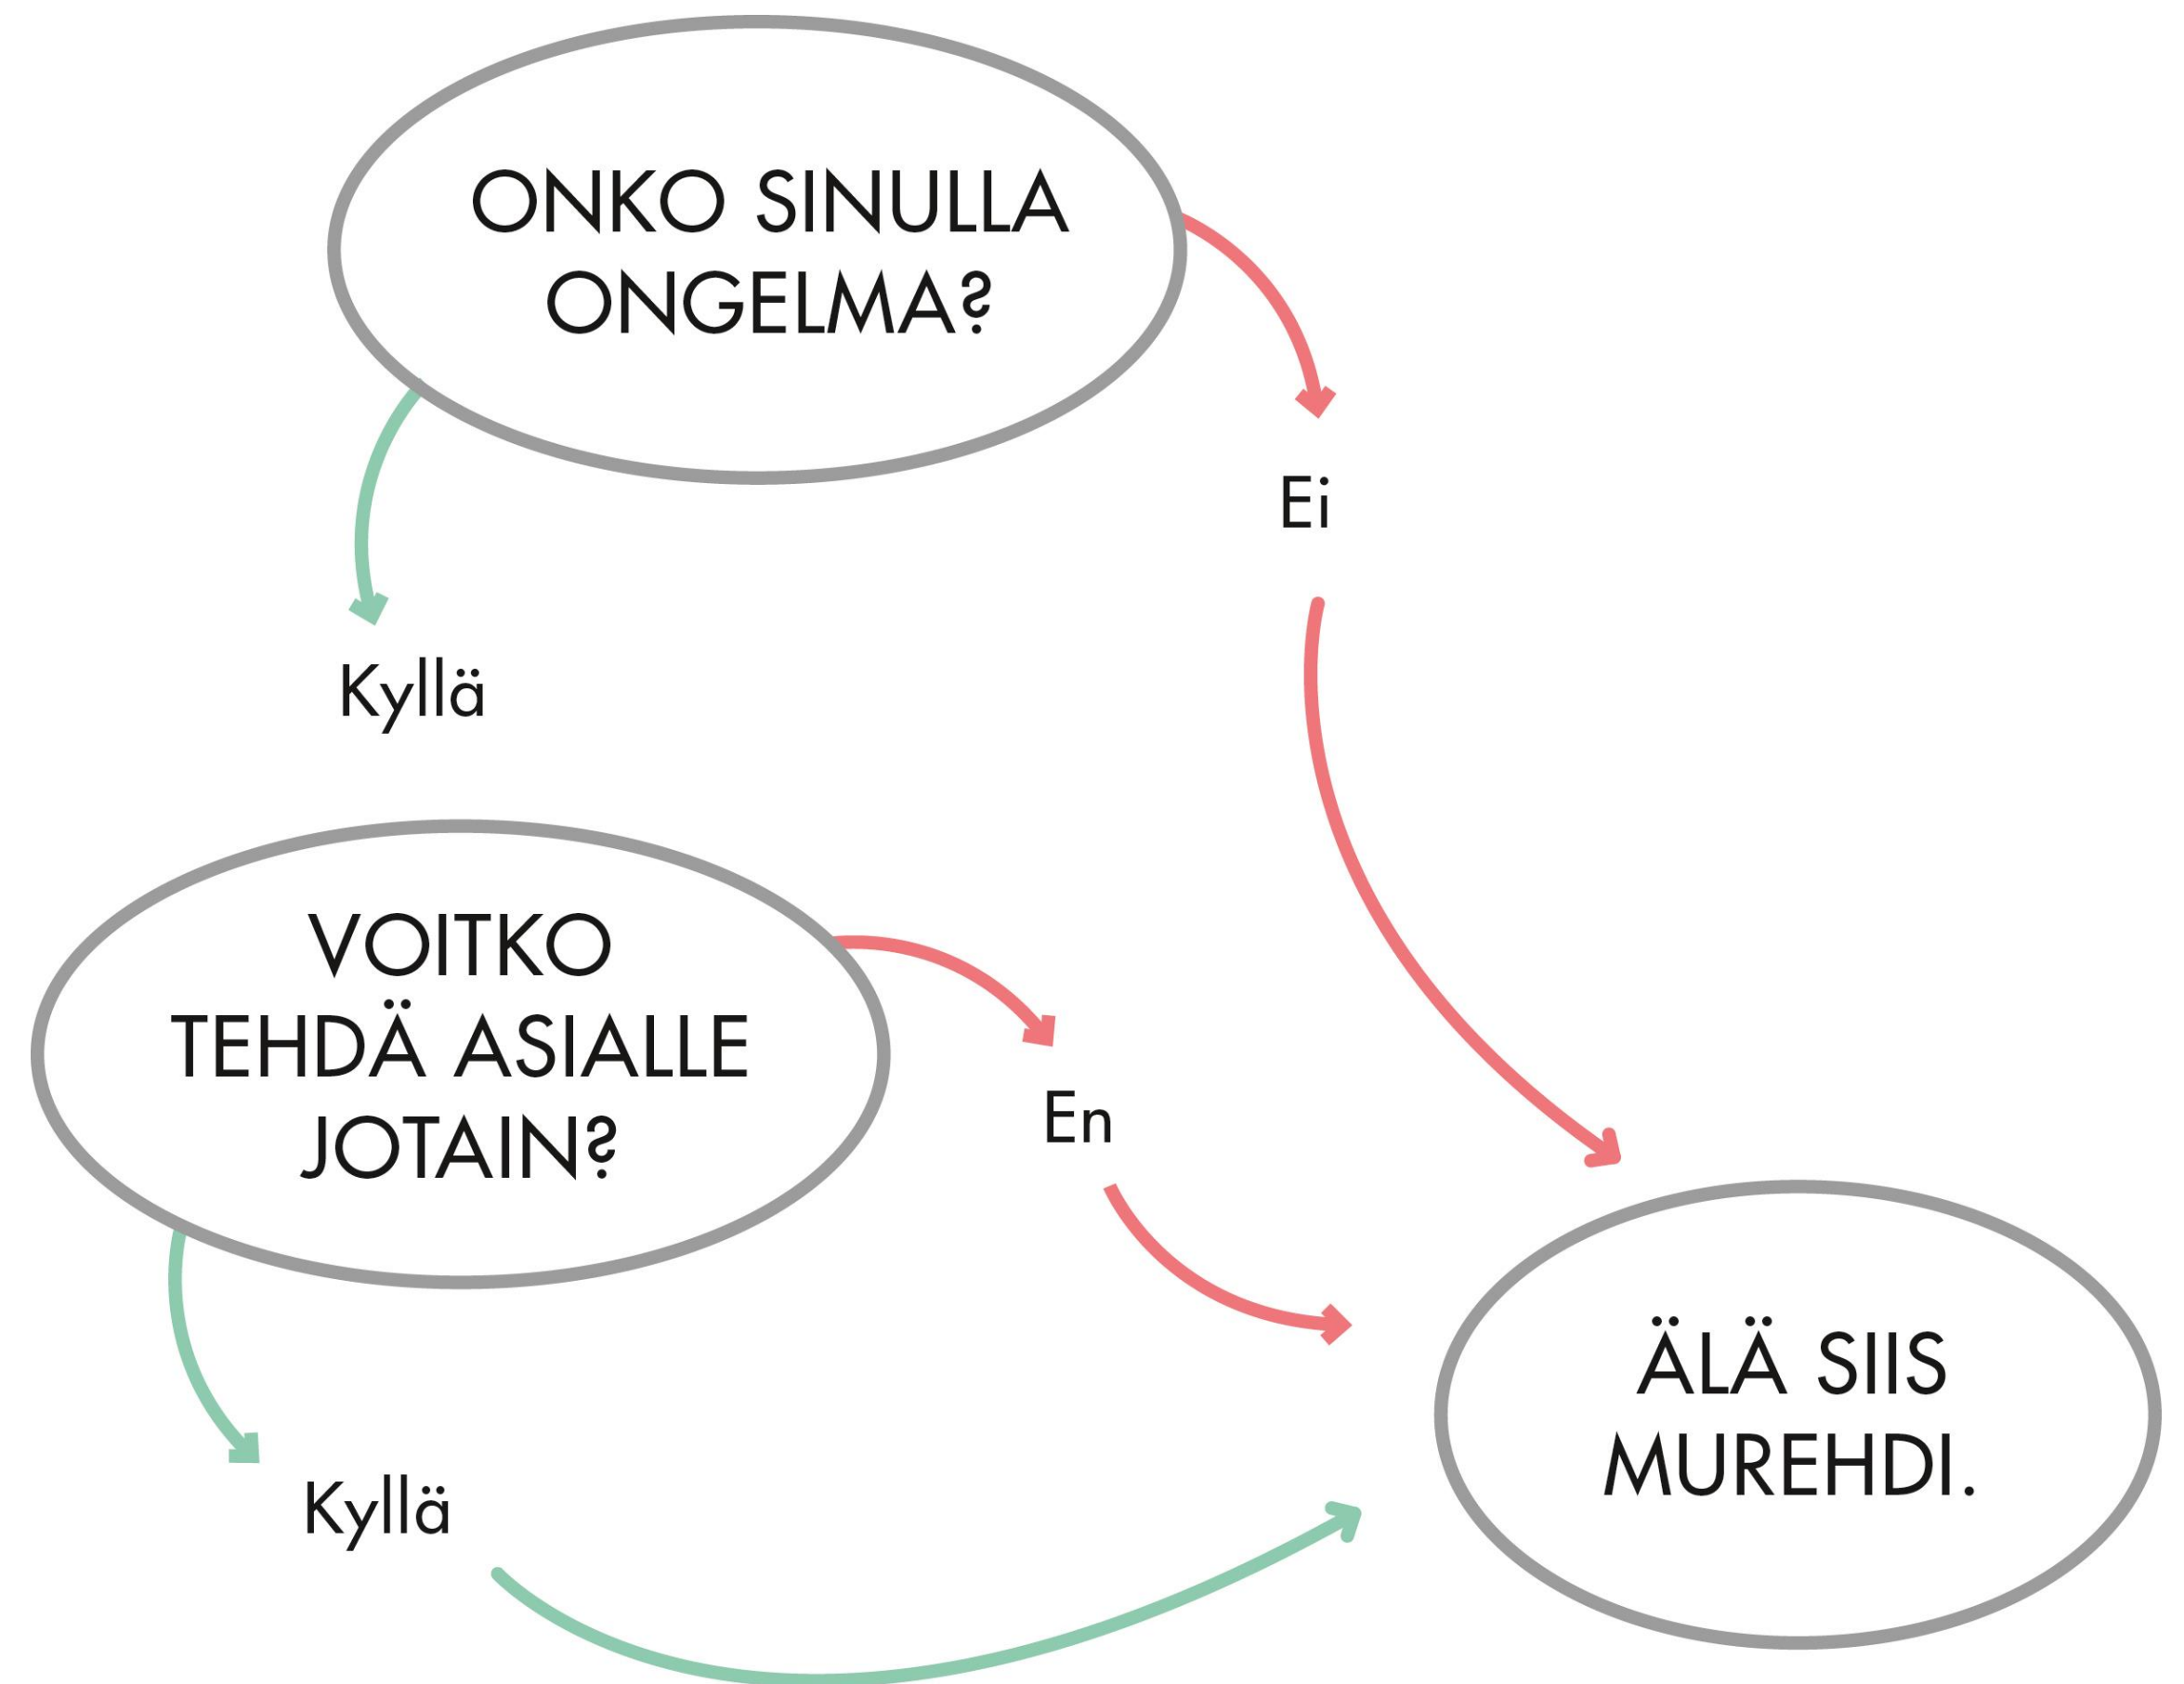 ONKO SINULLA
ONGELMA?
Ei
Kyllä
VOITKO
TEHDÄ ASIALLE
JOTAIN?
En
ÄLÄ SIIS
MUREHDI.
Kyllä